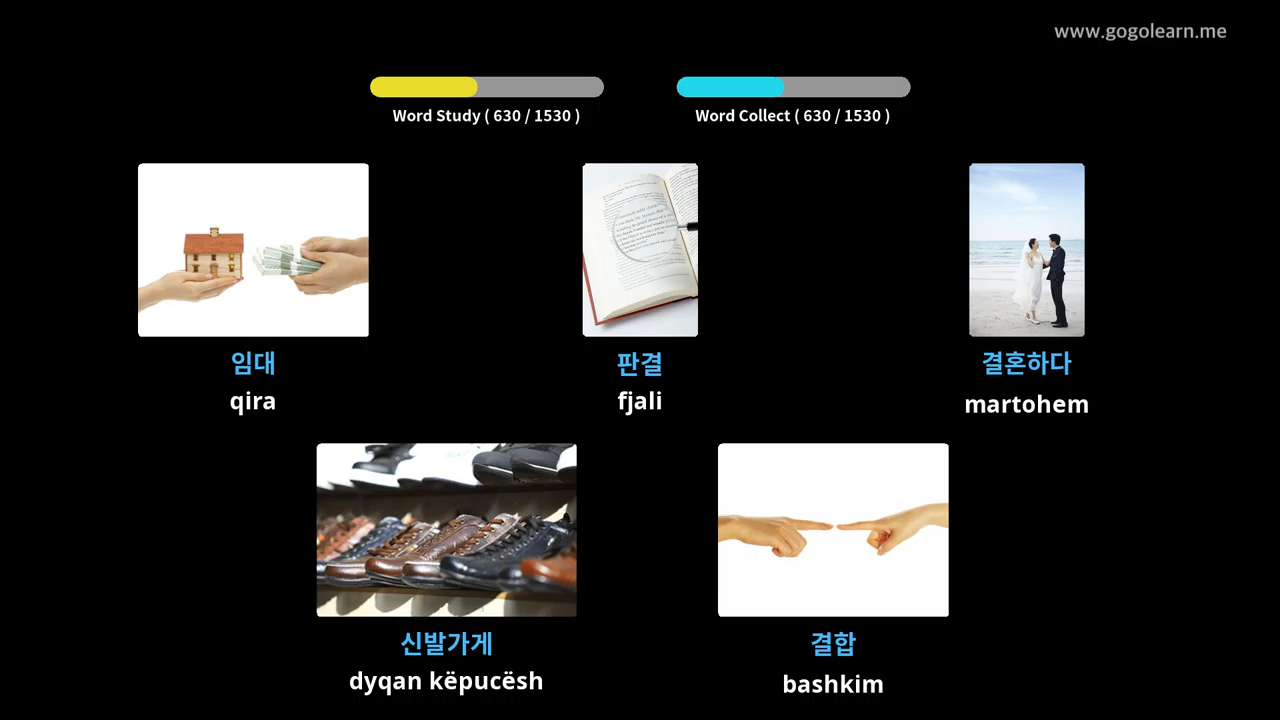 www.gogolearn.me
Word Study ( 630 / 1530 )
Word Collect ( 630 / 1530 )
임대
qira
판결
fjali
결혼하다
martohem
신발가게
dyqan këpucësh
결합
bashkim